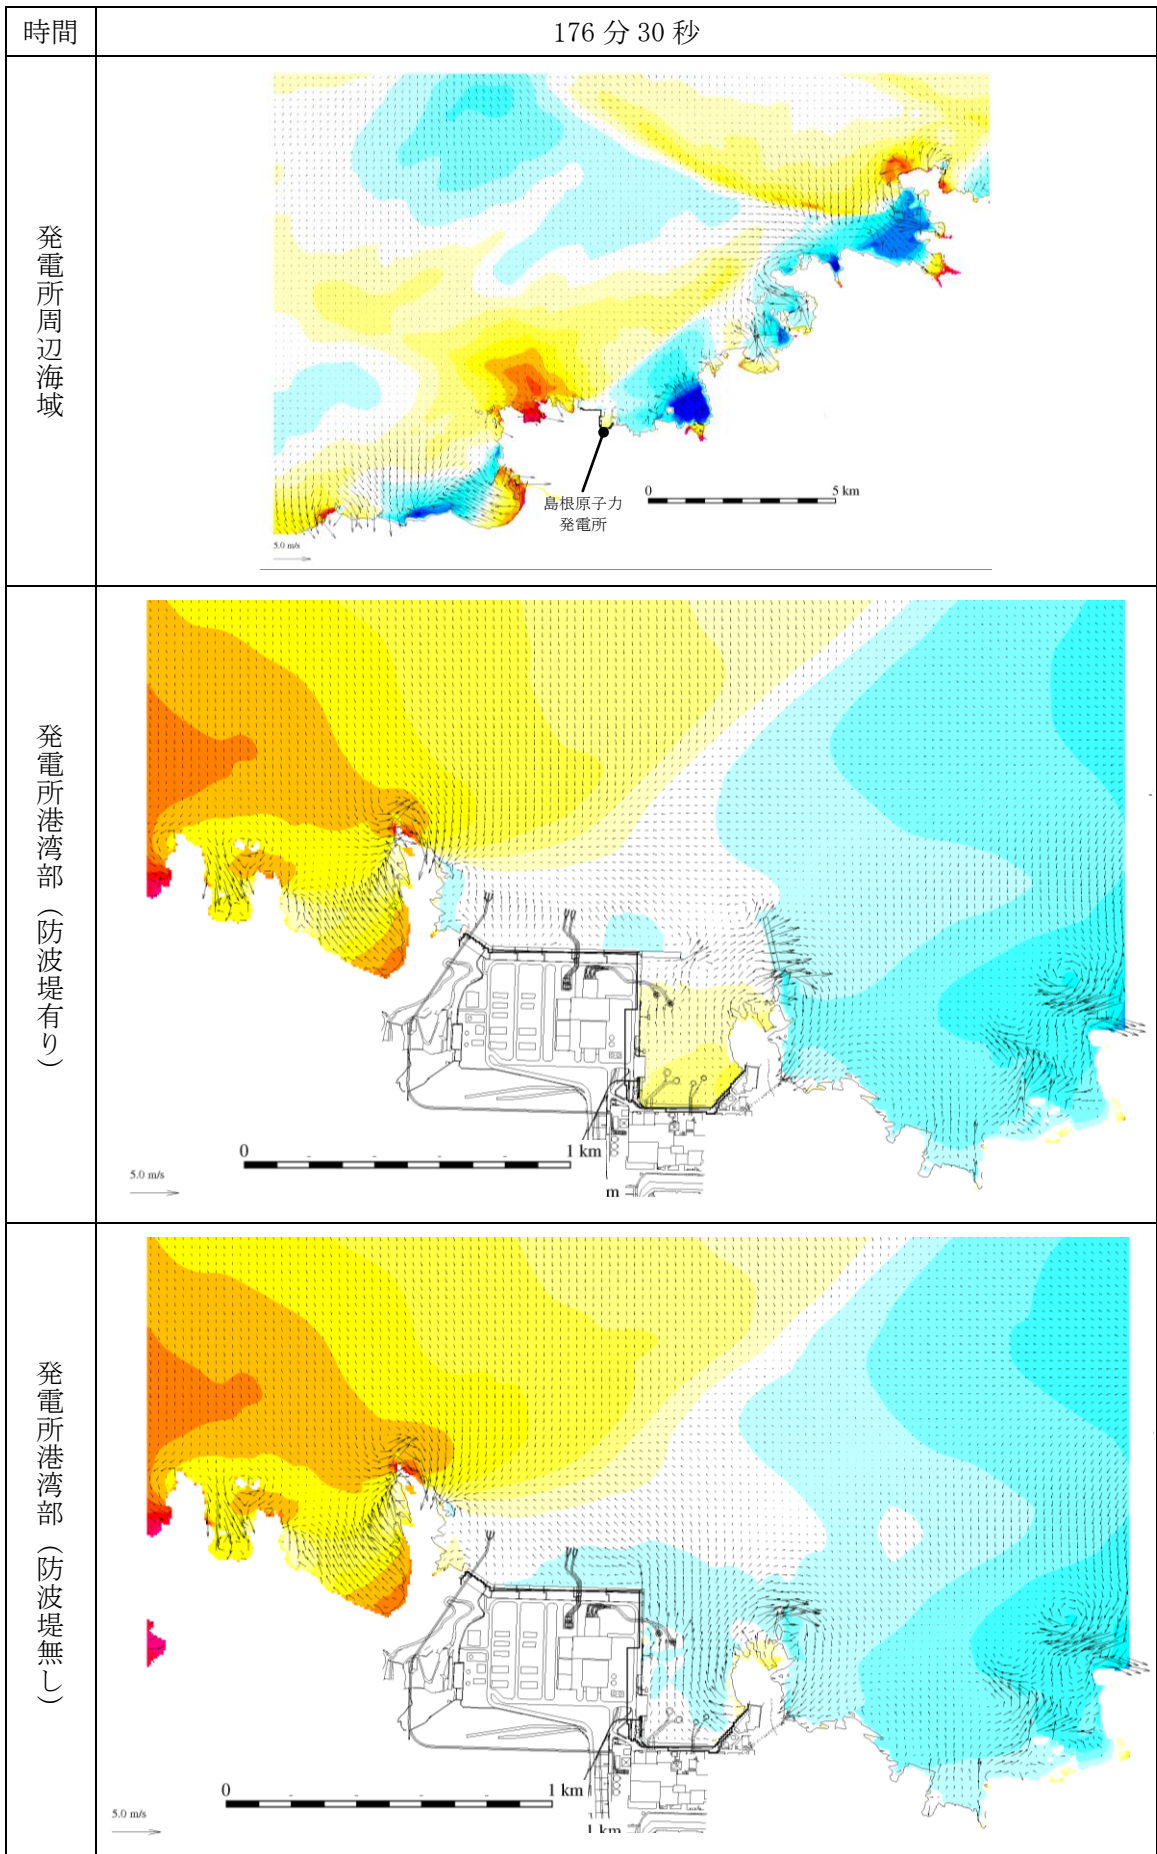 時間
176 分 30 秒
発電所周辺海域
島根原子力
発電所
0
5 km
5.0 m/s
発電所港湾部（防波堤有り）
0
1 km
5.0 m/s
m
発電所港湾部（防波堤無し）
0
1 km
5.0 m/s
1 km